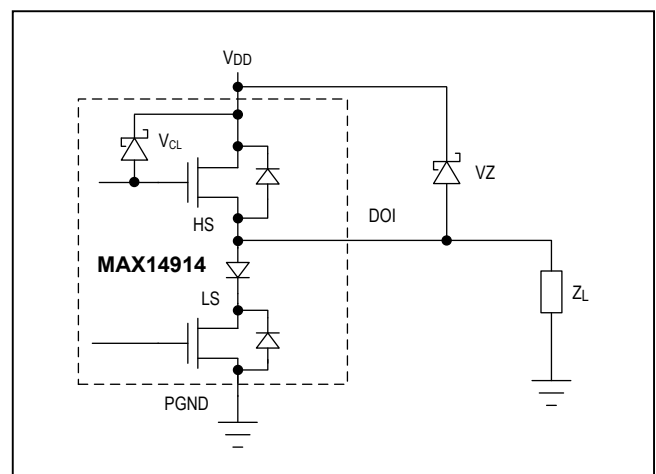 VDD
VCL
VZ
HS
DOI
MAX14914
LS
ZL
PGND